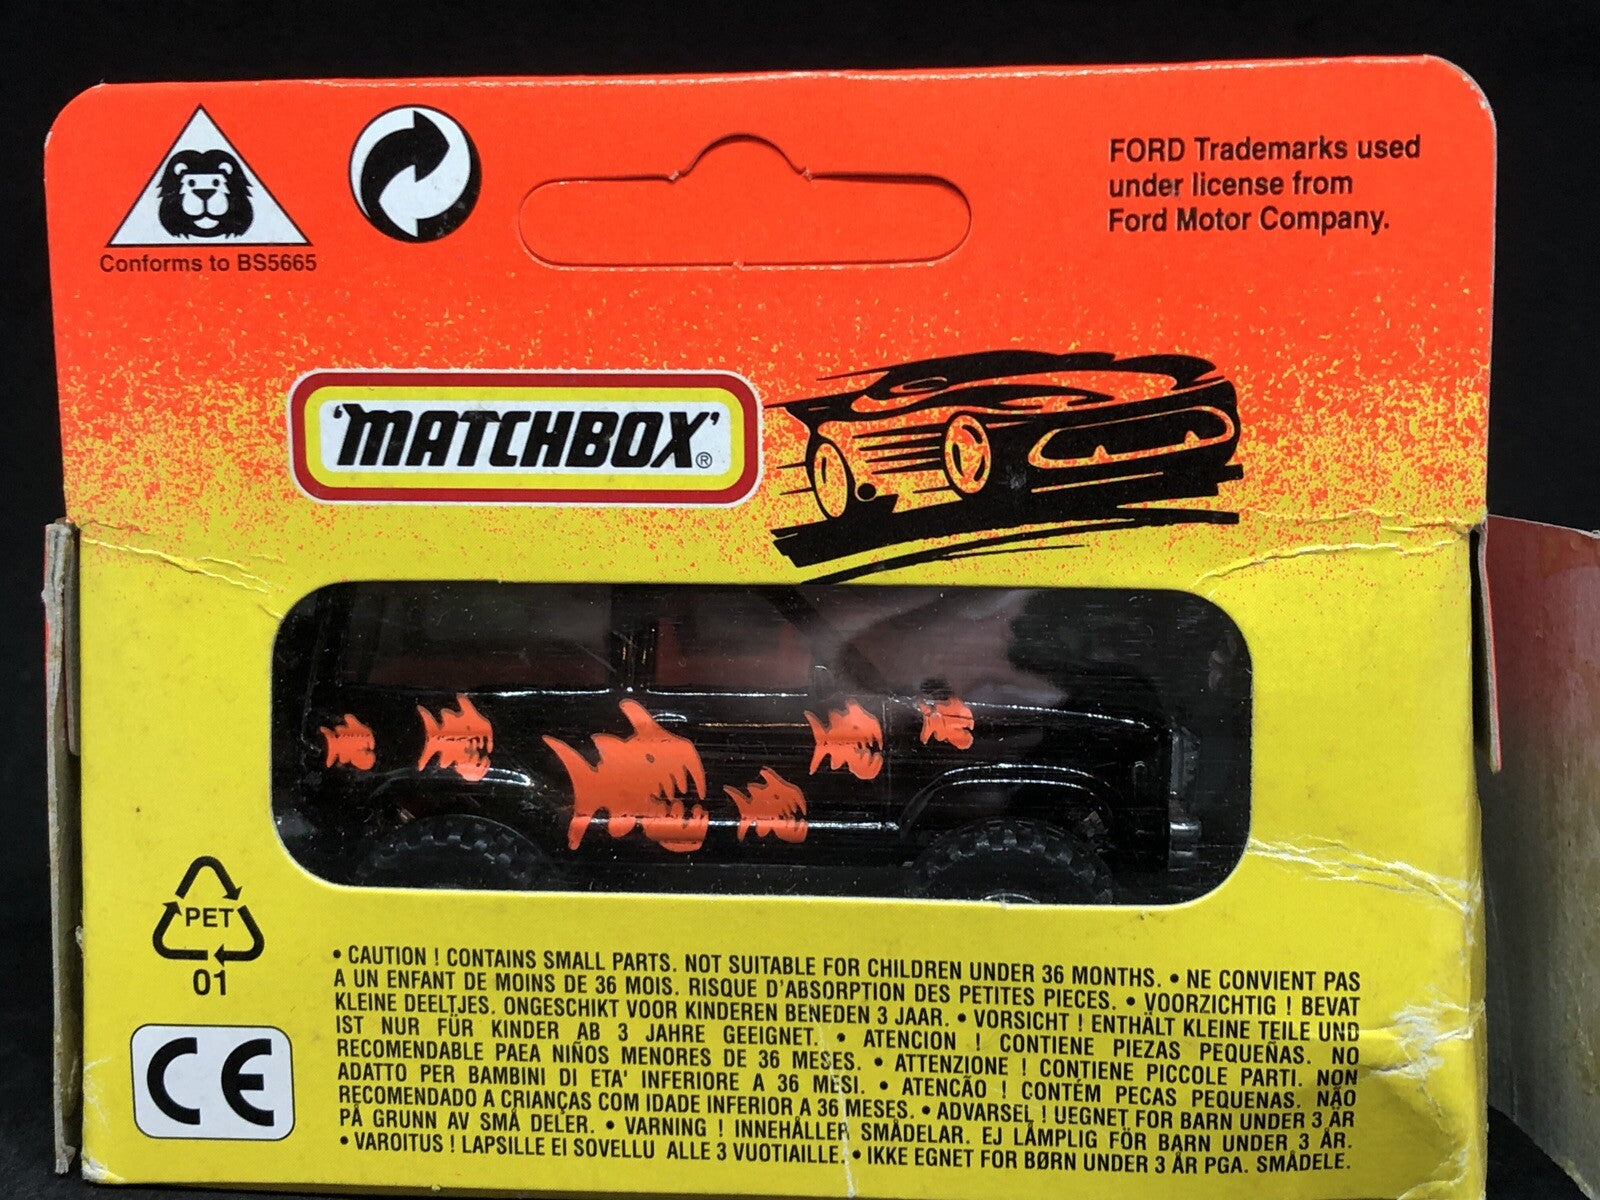 FORD Trademarks used
under license from
Ford Motor Company.
Conforms to BS5665
'MATCHBOX'®
PET
01
CE
• CAUTION ! CONTAINS SMALL PARTS. NOT SUITABLE FOR CHILDREN UNDER 36 MONTHS. • NE CONVIENT PAS
A UN ENFANT DE MOINS DE 36 MOIS. RISQUE D'ABSORPTION DES PETITES PIECES. • VOORZICHTIG ! BEVAT
KLEINE DEELTJES. ONGESCHIKT VOOR KINDEREN BENEDEN 3 JAAR. • VORSICHT ! ENTHÄLT KLEINE TEILE UND
IST NUR FÜR KINDER AB 3 JAHRE GEEIGNET. • ATENCION ! CONTIENE PIEZAS PEQUEÑAS. NO
RECOMENDABLE PAEA NIÑOS MENORES DE 36 MESES. • ATTENZIONE ! CONTIENE PICCOLE PARTI. NON
ADATTO PER BAMBINI DI ETA' INFERIORE A 36 MESI. • ATENCÃO ! CONTÉM PECAS PEQUENAS. NÃO
RECOMENDADO A CRIANÇAS COM IDADE INFERIOR A 36 MESES. • ADVARSEL ! UEGNET FOR BARN UNDER 3 ÅR
PÅ GRUNN AV SMÅ DELER. • VARNING ! INNEHÅLLER SMÅDELAR. EJ LÄMPLIG FÖR BARN UNDER 3 ÅR.
• VAROITUS ! LAPSILLE EI SOVELLU ALLE 3 VUOTIAILLE. • IKKE EGNET FOR BØRN UNDER 3 ÅR PGA. SMÅDELE.